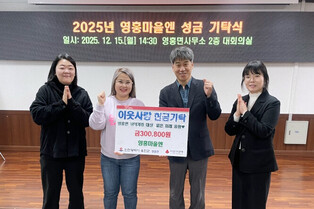 2025년 영흥마을엔 성금 기탁식
일시: 2025. 12. 15.(월) 14:30 영흥면사무소 2층 대회의실
이웃사랑 성금기탁
금300,800원
영흥마을엔